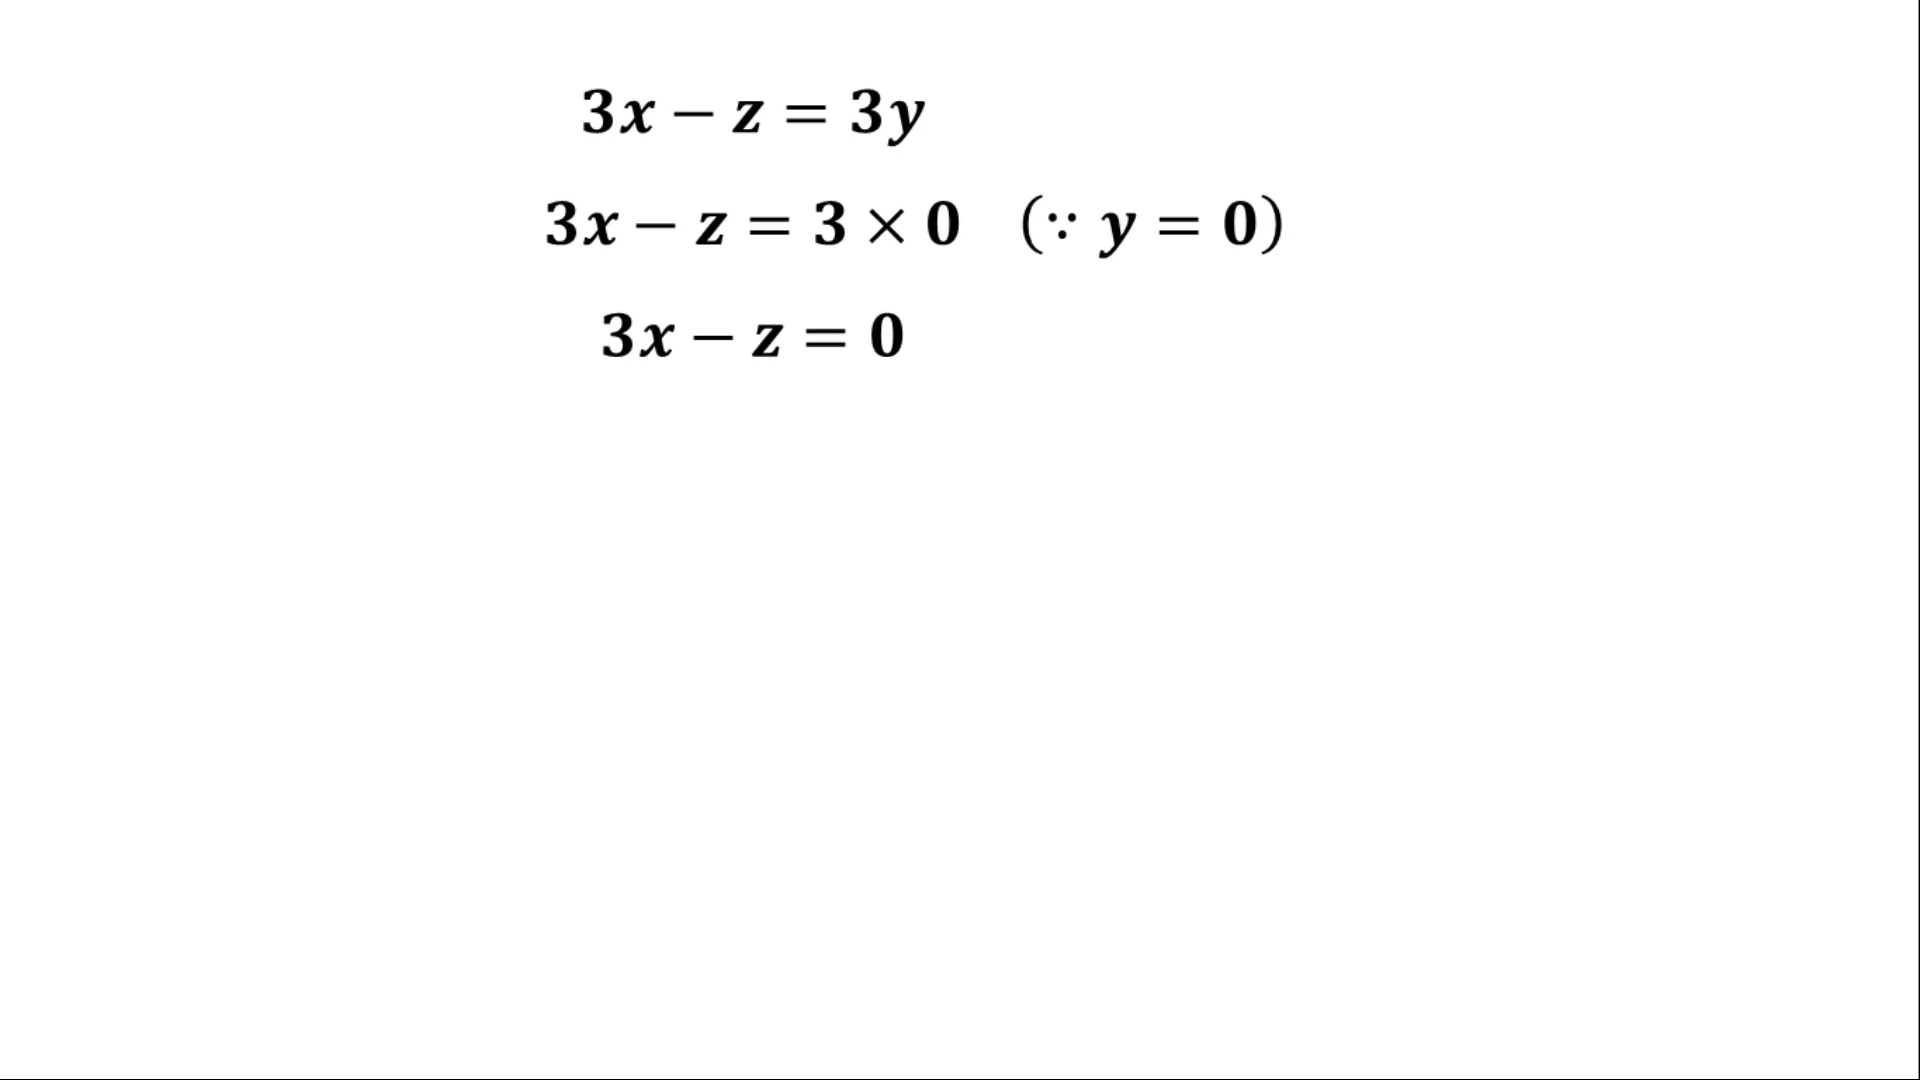 3x − z = 3y
3x − z = 3 × 0 (∵ y = 0)
3x − z = 0